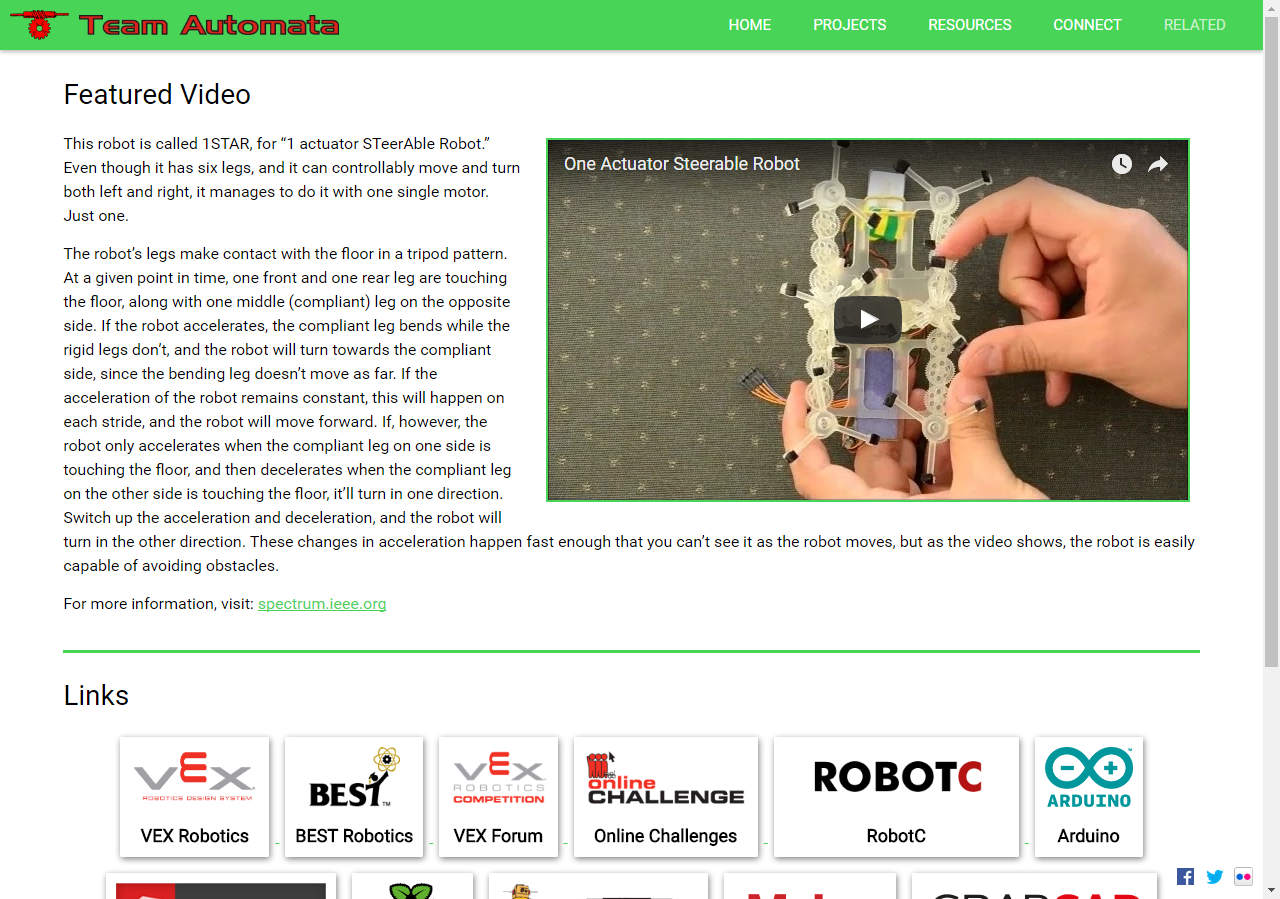 Team Automata
HOME PROJECTS RESOURCES CONNECT RELATED
Featured Video
This robot is called 1STAR, for “1 actuator STeerAble Robot.”
Even though it has six legs, and it can controllably move and turn
both left and right, it manages to do it with one single motor.
Just one.
The robot’s legs make contact with the floor in a tripod pattern.
At a given point in time, one front and one rear leg are touching
the floor, along with one middle (compliant) leg on the opposite
side. If the robot accelerates, the compliant leg bends while the
rigid legs don’t, and the robot will turn towards the compliant
side, since the bending leg doesn’t move as far. If the
acceleration of the robot remains constant, this will happen on
each stride, and the robot will move forward. If, however, the
robot only accelerates when the compliant leg on one side is
touching the floor, and then decelerates when the compliant leg
on the other side is touching the floor, it’ll turn in one direction.
Switch up the acceleration and deceleration, and the robot will
turn in the other direction. These changes in acceleration happen fast enough that you can’t see it as the robot moves, but as the video shows, the robot is easily
capable of avoiding obstacles.
One Actuator Steerable Robot
For more information, visit: spectrum.ieee.org
Links
VEX
ROBOTICS DESIGN SYSTEM
VEX Robotics
BEST™
BEST Robotics
VEX
ROBOTICS
COMPETITION
VEX Forum
online
CHALLENGE
Online Challenges
ROBOTC
RobotC
ARDUINO
Arduino
GRABCAD